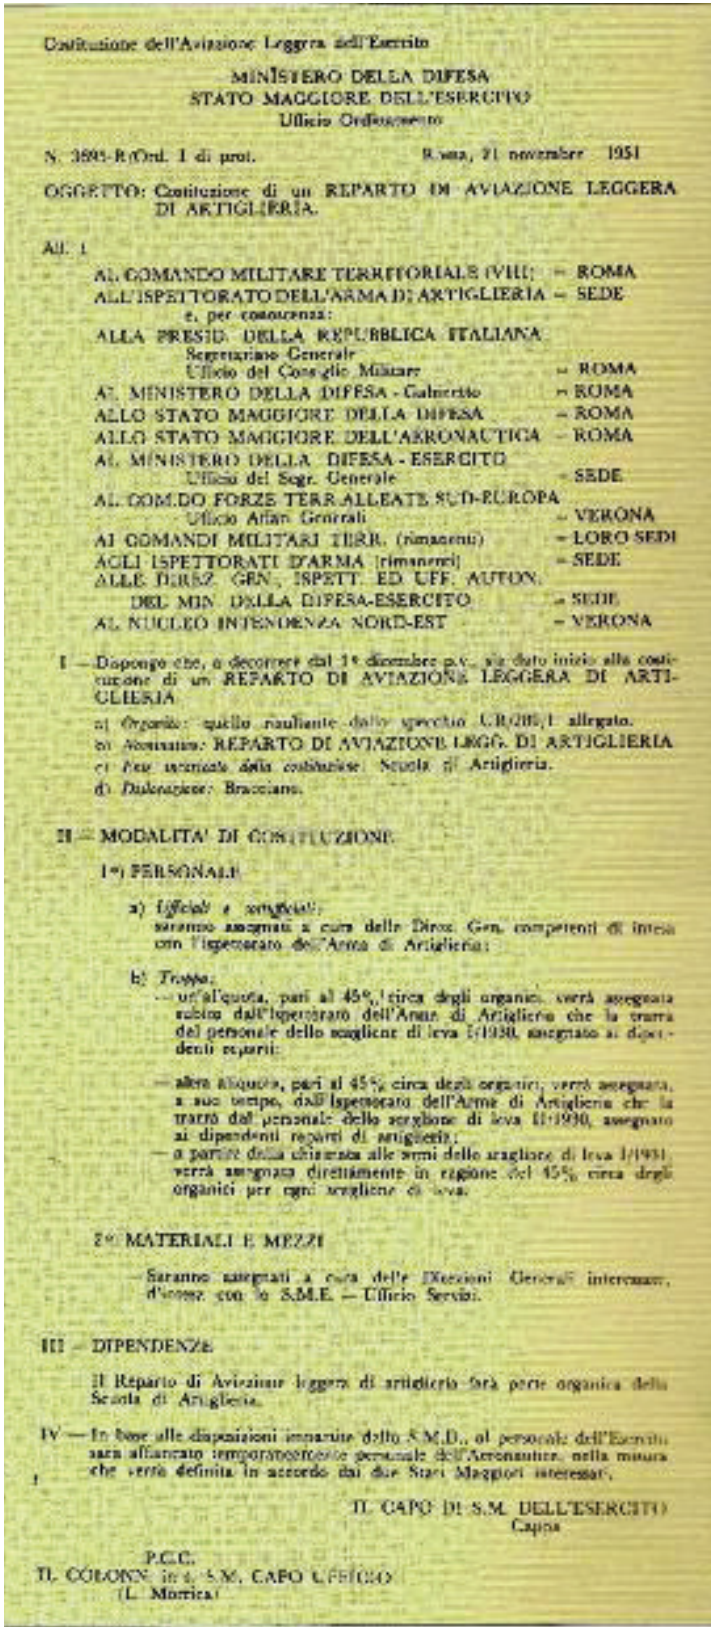 Costituzione dell'Aviazione Leggera dell'Esercito
MINISTERO DELLA DIFESA
STATO MAGGIORE DELL'ESERCITO
Ufficio Ordinamento
N. 3695-R/Ord. 1 di prot. Roma, 21 novembre 1951
OGGETTO: Costituzione di un REPARTO DI AVIAZIONE LEGGERA
DI ARTIGLIERIA.
All. 1
AL COMANDO MILITARE TERRITORIALE (VIII) — ROMA
ALL'ISPETTORATO DELL'ARMA DI ARTIGLIERIA — SEDE
e, per conoscenza:
ALLA PRESID. DELLA REPUBBLICA ITALIANA
Segretariato Generale
Ufficio del Consiglio Militare — ROMA
AL MINISTERO DELLA DIFESA - Gabinetto — ROMA
ALLO STATO MAGGIORE DELLA DIFESA — ROMA
ALLO STATO MAGGIORE DELL'AERONAUTICA — ROMA
AL MINISTERO DELLA DIFESA - ESERCITO
Ufficio del Segr. Generale — SEDE
AL COM.DO FORZE TERR. ALLEATE SUD-EUROPA
Ufficio Affari Generali — VERONA
AI COMANDI MILITARI TERR. (rimanenti) — LORO SEDI
AGLI ISPETTORATI D'ARMA (rimanenti) — SEDE
ALLE DIREZ. GEN., ISPETT. ED UFF. AUTON.
DEL MIN. DELLA DIFESA-ESERCITO — SEDE
AL NUCLEO INTENDENZA NORD-EST — VERONA
I — Dispongo che, a decorrere dal 1° dicembre p.v., sia dato inizio alla costi-
tuzione di un REPARTO DI AVIAZIONE LEGGERA DI ARTI-
GLIERIA
a) Organico: quello risultante dallo specchio allegato.
b) Nominativo: REPARTO DI AVIAZIONE LEGG. DI ARTIGLIERIA
c) Ente incaricato della costituzione: Scuola di Artiglieria.
d) Dislocazione: Bracciano.
II — MODALITA' DI COSTITUZIONE
1°) PERSONALE
a) Ufficiali e sottufficiali:
saranno assegnati a cura delle Direz. Gen. competenti di intesa
con l'Ispettorato dell'Arma di Artiglieria;
b) Truppa:
— un'aliquota, pari al 45% circa degli organici, verrà assegnata
subito dall'Ispettorato dell'Arma di Artiglieria che la trarrà
dal personale dello scaglione di leva I/1930, assegnato ai dipen-
denti reparti;
— altra aliquota, pari al 45% circa degli organici, verrà assegnata,
a suo tempo, dall'Ispettorato dell'Arma di Artiglieria che la
trarrà dal personale dello scaglione di leva II/1930, assegnato
ai dipendenti reparti di artiglieria;
— a partire dalla chiamata alle armi dello scaglione di leva I/1931,
verrà assegnata direttamente in ragione del 45% circa degli
organici per ogni scaglione di leva.
2° MATERIALI E MEZZI
Saranno assegnati a cura delle Direzioni Generali interessate,
d'intesa con lo S.M.E. — Ufficio Servizi.
III — DIPENDENZE
Il Reparto di Aviazione leggera di artiglieria farà parte organica della
Scuola di Artiglieria.
IV — In base alle disposizioni impartite dallo S.M.D., al personale dell'Esercito
sarà affiancato temporaneamente personale dell'Aeronautica, nella misura
che verrà definita in accordo dai due Stati Maggiori interessati.
IL CAPO DI S.M. DELL'ESERCITO
Cappa
P.C.C.
IL COLONN. in s. S.M. CAPO UFFICIO
(L. Morrica)